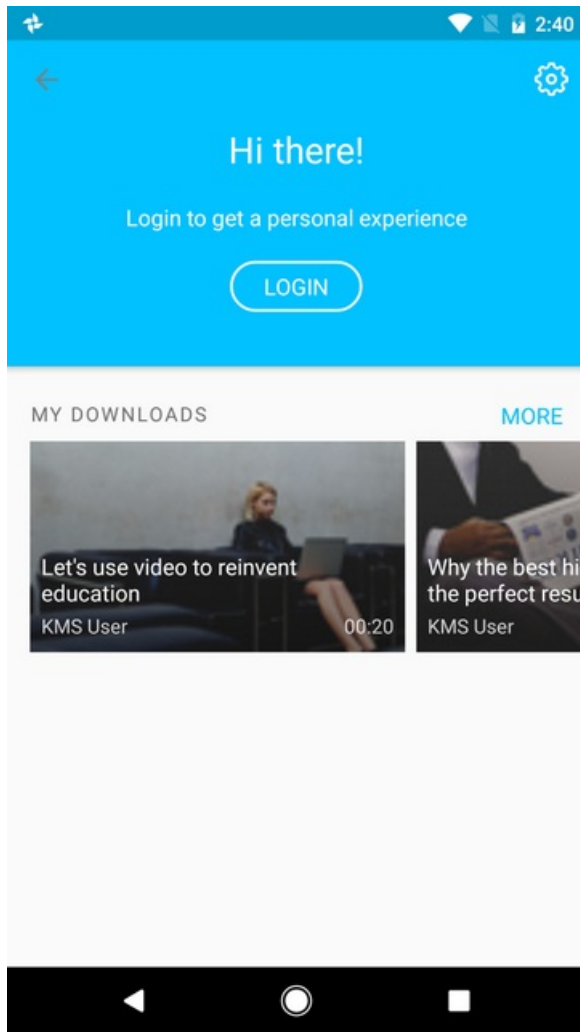 2:40
Hi there!
Login to get a personal experience
LOGIN
MY DOWNLOADS
MORE
Let's use video to reinvent
education
KMS User
00:20
Why the best hi
the perfect resu
KMS User